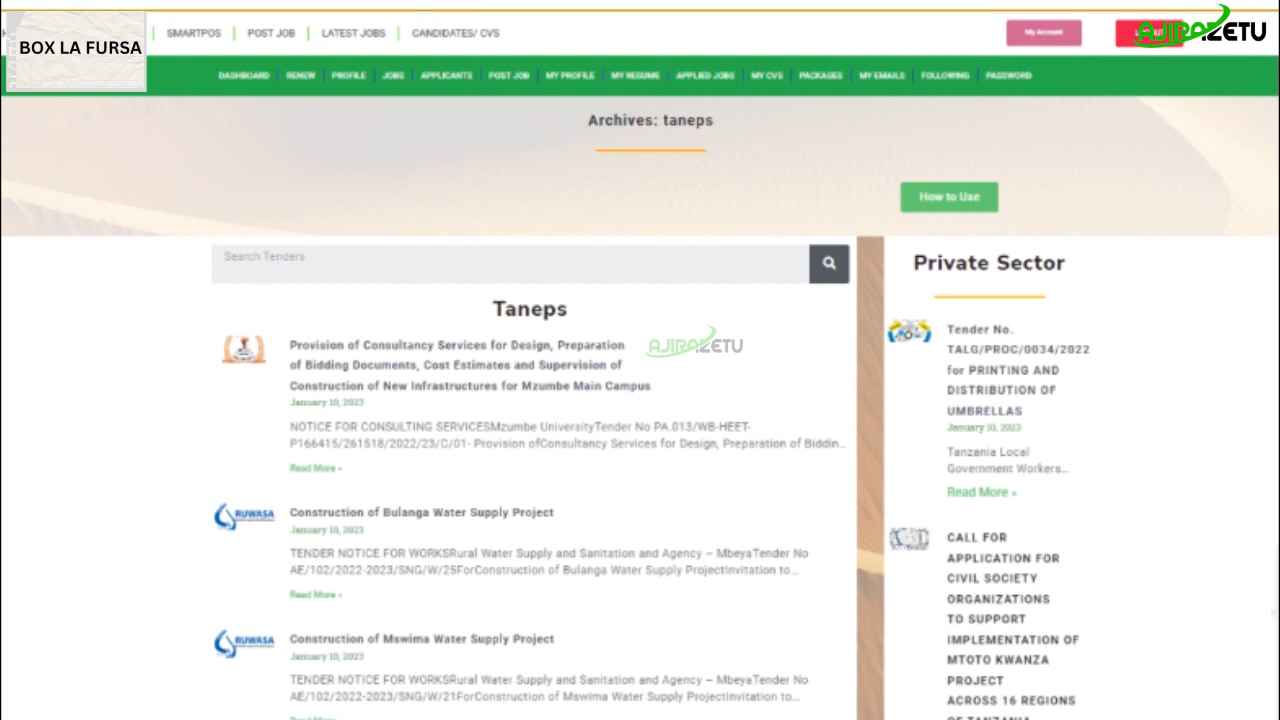 BOX LA FURSA
SMARTPOS
POST JOB
LATEST JOBS
CANDIDATES/ CVS
My Account
AJIRAZETU
DASHBOARD
RENEW
PROFILE
JOBS
APPLICANTS
POST JOB
MY PROFILE
MY RESUME
APPLIED JOBS
MY CVS
PACKAGES
MY EMAILS
FOLLOWING
PASSWORD
Archives: taneps
How to Use
Search Tenders
Taneps
Provision of Consultancy Services for Design, Preparation
of Bidding Documents, Cost Estimates and Supervision of
Construction of New Infrastructures for Mzumbe Main Campus
January 10, 2023
NOTICE FOR CONSULTING SERVICESMzumbe UniversityTender No PA.013/WB-HEET-
P166415/261518/2022/23/C/01- Provision ofConsultancy Services for Design, Preparation of Biddin...
Read More »
AJIRAZETU
RUWASA
Construction of Bulanga Water Supply Project
January 10, 2023
TENDER NOTICE FOR WORKSRural Water Supply and Sanitation and Agency – MbeyaTender No
AE/102/2022-2023/SNG/W/25ForConstruction of Bulanga Water Supply ProjectInvitation to...
Read More »
RUWASA
Construction of Mswima Water Supply Project
January 10, 2023
TENDER NOTICE FOR WORKSRural Water Supply and Sanitation and Agency – MbeyaTender No
AE/102/2022-2023/SNG/W/21ForConstruction of Mswima Water Supply ProjectInvitation to...
Private Sector
Tender No.
TALG/PROC/0034/2022
for PRINTING AND
DISTRIBUTION OF
UMBRELLAS
January 10, 2023
Tanzania Local
Government Workers...
Read More »
CALL FOR
APPLICATION FOR
CIVIL SOCIETY
ORGANIZATIONS
TO SUPPORT
IMPLEMENTATION OF
MTOTO KWANZA
PROJECT
ACROSS 16 REGIONS
OF TANZANIA